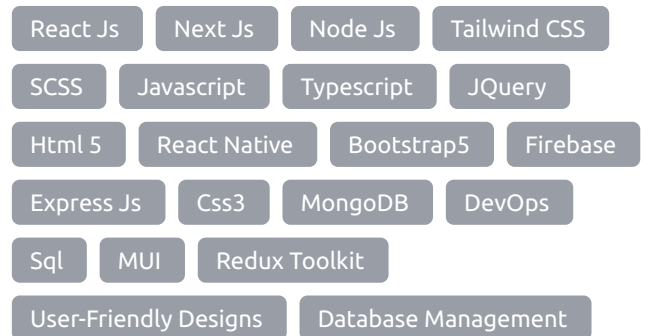 React Js Next Js Node Js Tailwind CSS
SCSS Javascript Typescript JQuery
Html 5 React Native Bootstrap5 Firebase
Express Js Css3 MongoDB DevOps
Sql MUI Redux Toolkit
User-Friendly Designs Database Management